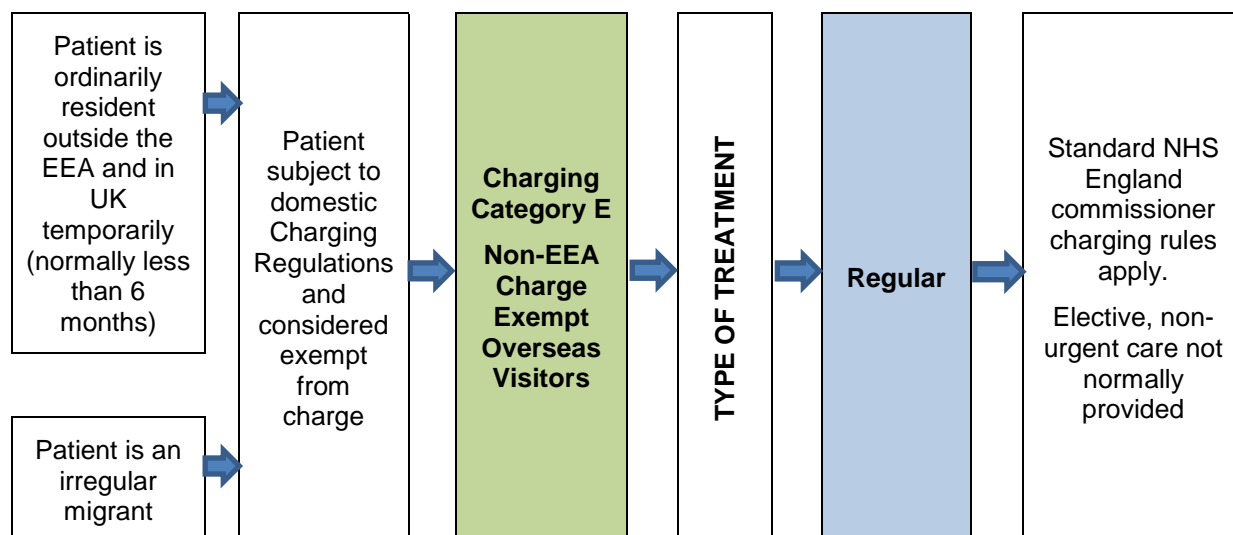 Patient is
ordinarily
resident
outside the
EEA and in
UK
temporarily
(normally less
than 6
months)
Patient is an
irregular
migrant
Patient
subject to
domestic
Charging
Regulations
and
considered
exempt
from
charge
Charging
Category E
Non-EEA
Charge
Exempt
Overseas
Visitors
TYPE OF TREATMENT
Regular
Standard NHS
England
commissioner
charging rules
apply.
Elective, non-
urgent care not
normally
provided